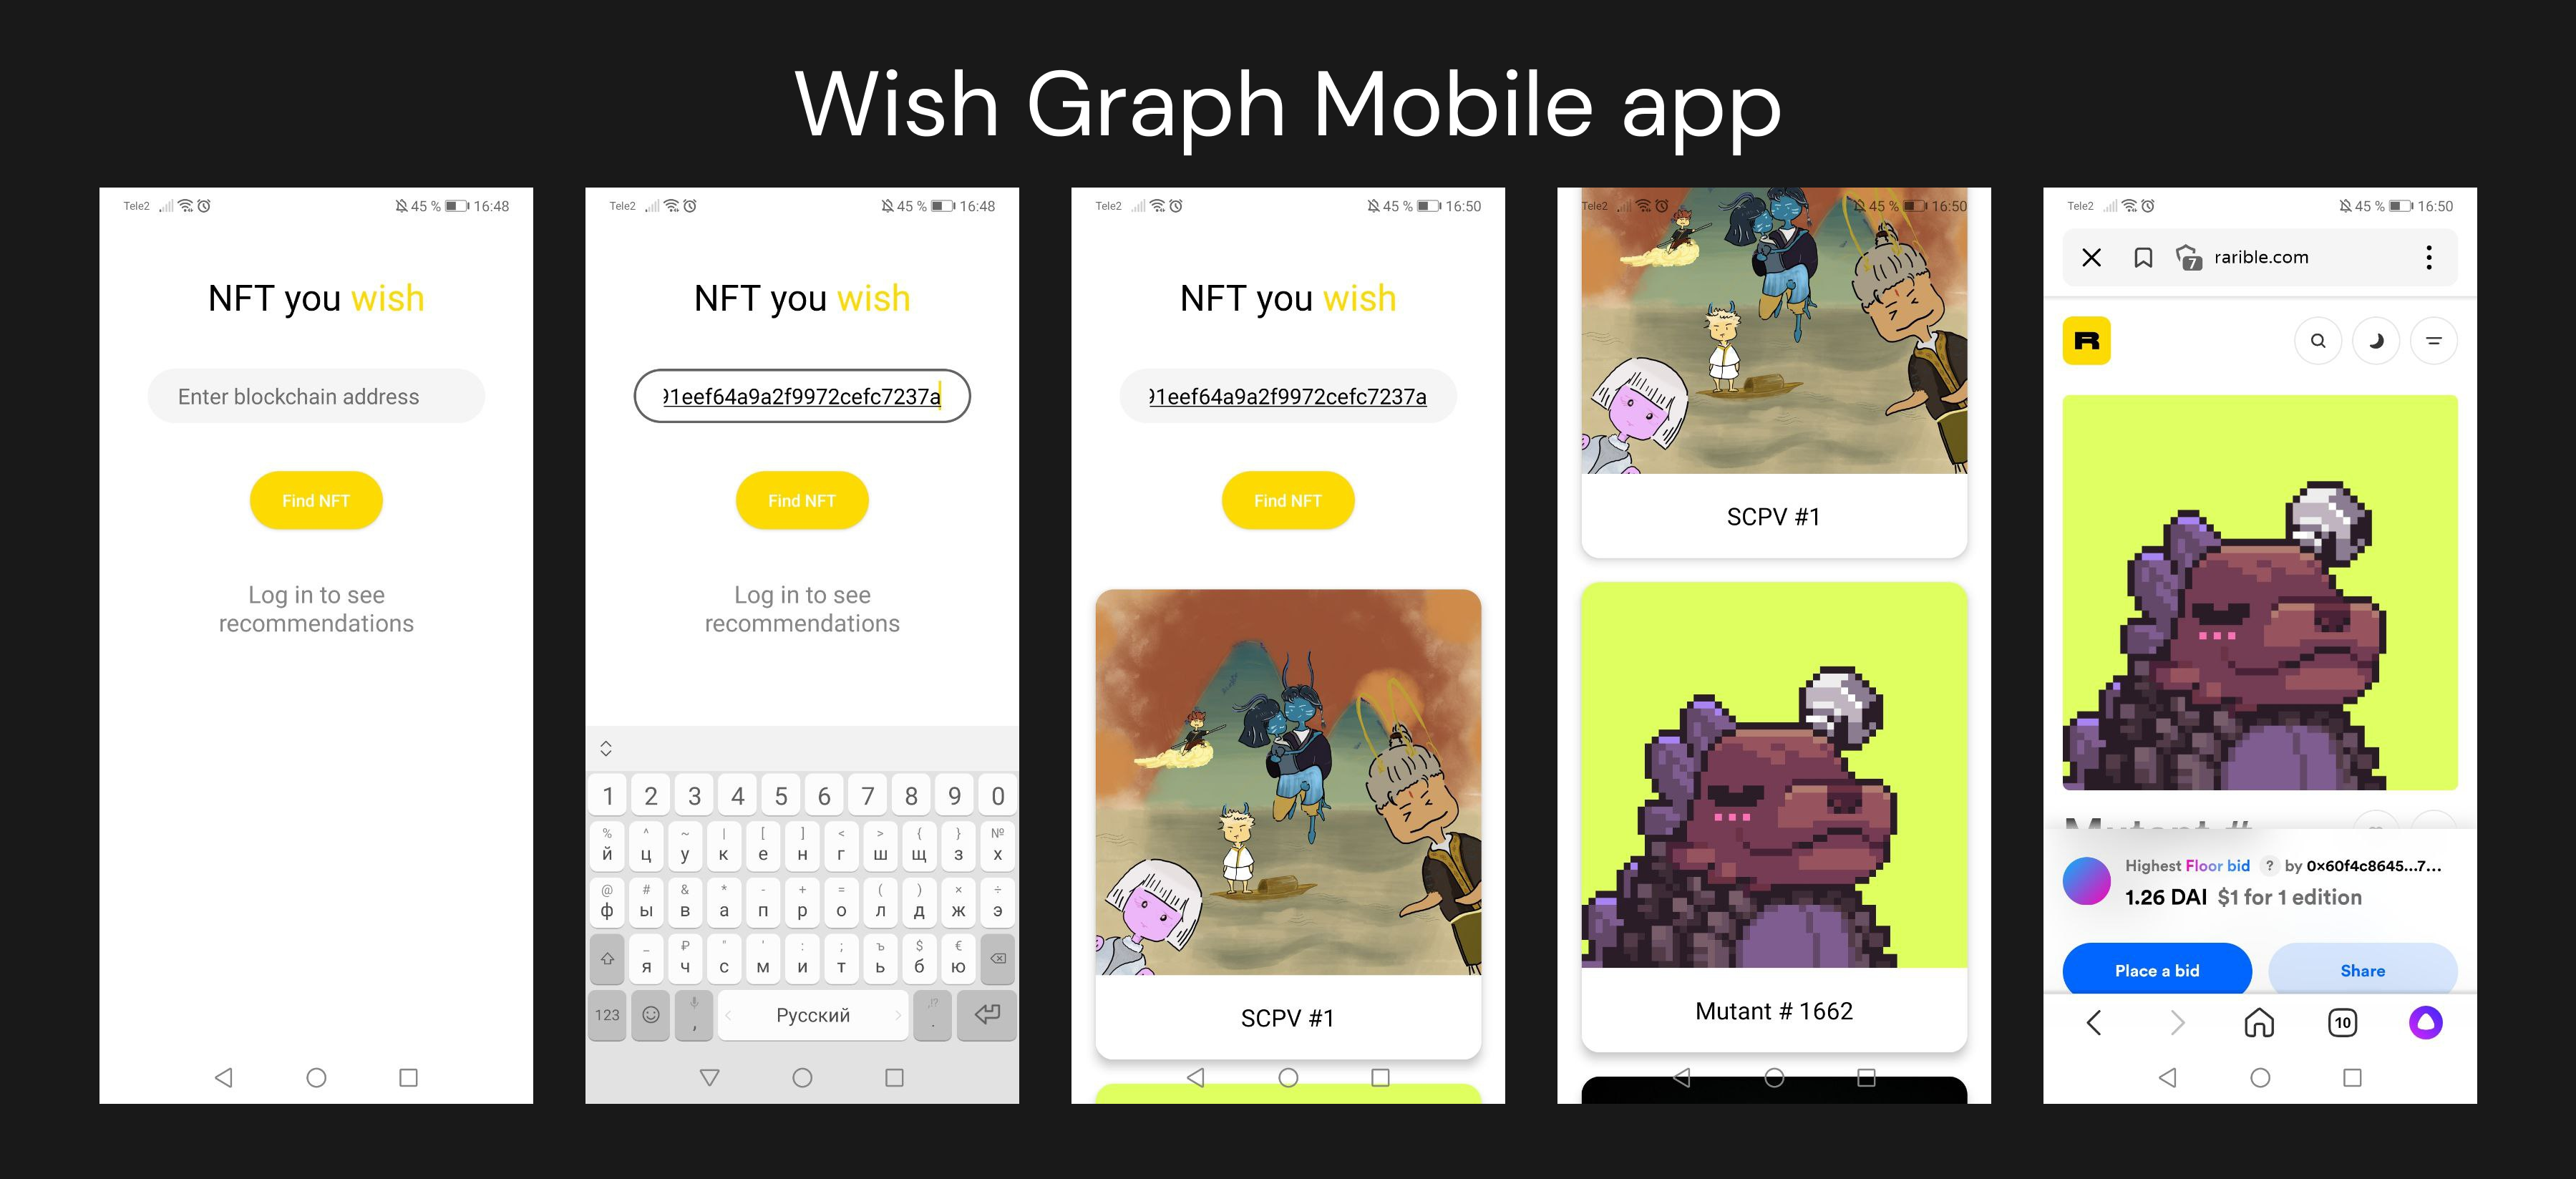 Wish Graph Mobile app
Tele2 45 % 16:48
NFT you wish
Enter blockchain address
Find NFT
Log in to see
recommendations
Tele2 45 % 16:48
NFT you wish
91eef64a9a2f9972cefc7237a
Find NFT
Log in to see
recommendations
1 2 3 4 5 6 7 8 9 0
% ^ ~ | [ ] < > { } №
й ц у к е н г ш щ з х
@ # & * - + = ( ) × ÷
ф ы в а п р о л д ж э
_ ₽ " ' : ; ъ $ €
я ч с м и т ь б ю
,!?
123 , Русский .
Tele2 45 % 16:50
NFT you wish
91eef64a9a2f9972cefc7237a
Find NFT
SCPV #1
Tele2 45 % 16:50
SCPV #1
Mutant # 1662
Tele2 45 % 16:50
7 rarible.com
R
Mutant #
Highest Floor bid ? by 0x60f4c8645...7...
1.26 DAI $1 for 1 edition
Place a bid Share
10